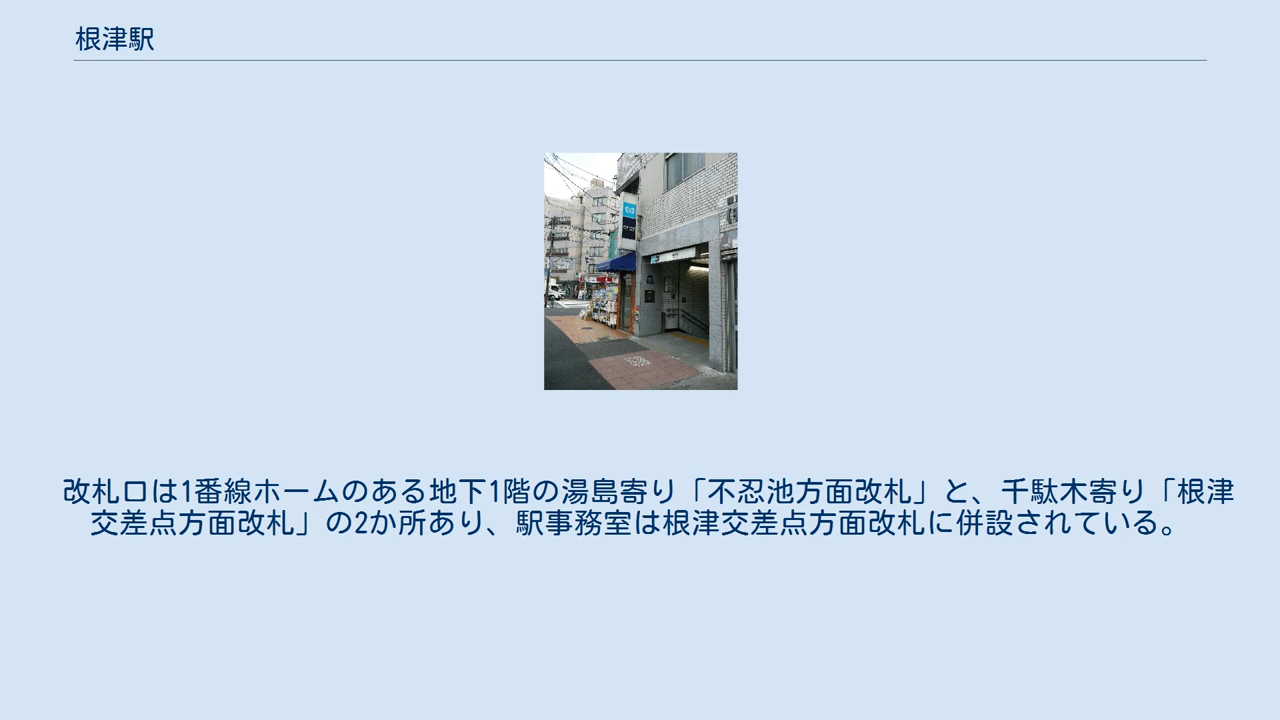 根津駅
改札口は1番線ホームのある地下1階の湯島寄り「不忍池方面改札」と、千駄木寄り「根津
交差点方面改札」の2か所あり、駅事務室は根津交差点方面改札に併設されている。